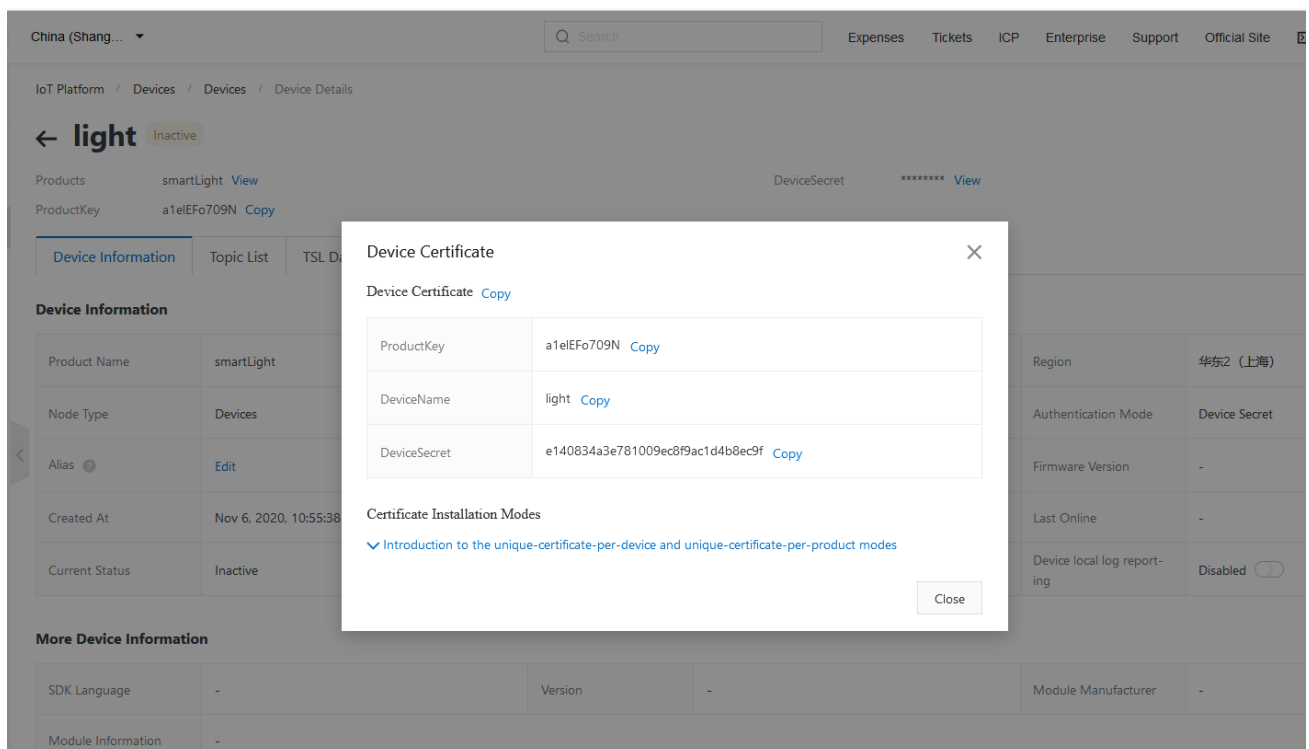 China (Shang...
Search
Expenses Tickets ICP Enterprise Support Official Site
IoT Platform / Devices / Devices / Device Details
← light Inactive
Products smartLight View DeviceSecret ******** View
ProductKey a1elEFo709N Copy
Device Information Topic List TSL Da
Device Information
Product Name smartLight Region 华东2（上海）
Node Type Devices Authentication Mode Device Secret
Alias Edit Firmware Version -
Created At Nov 6, 2020, 10:55:38 Last Online -
Current Status Inactive Device local log report-
ing Disabled
Device Certificate
Device Certificate Copy
ProductKey a1elEFo709N Copy
DeviceName light Copy
DeviceSecret e140834a3e781009ec8f9ac1d4b8ec9f Copy
Certificate Installation Modes
Introduction to the unique-certificate-per-device and unique-certificate-per-product modes
Close
More Device Information
SDK Language - Version - Module Manufacturer -
Module Information -